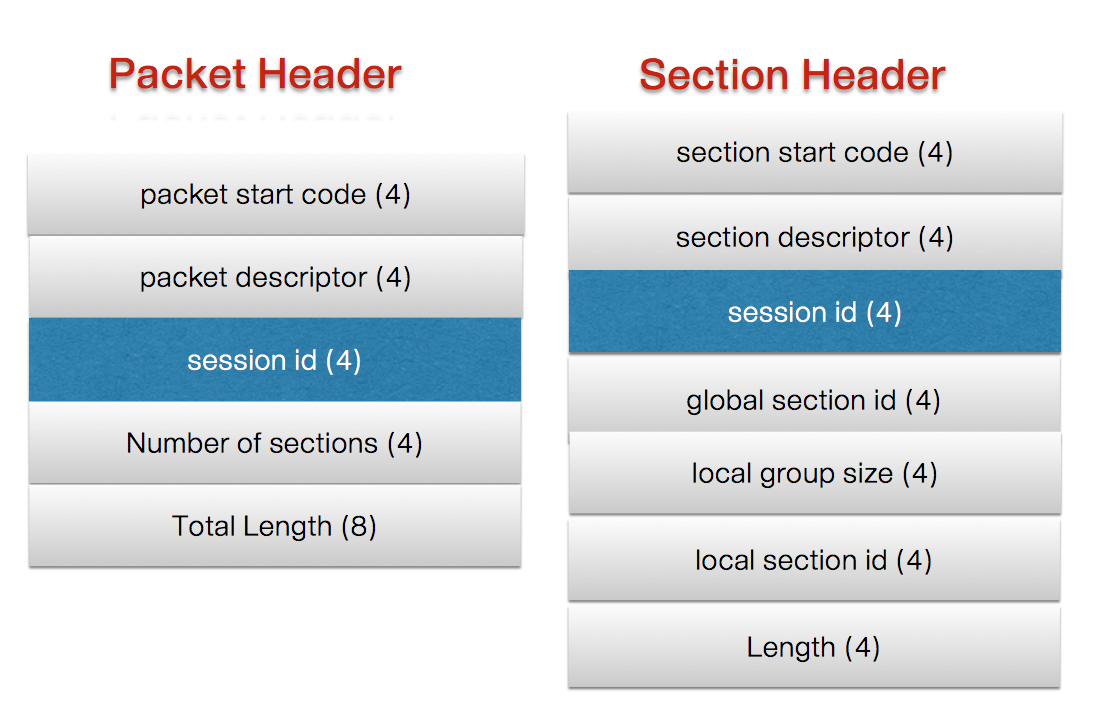 Packet Header
packet start code (4)
packet descriptor (4)
session id (4)
Number of sections (4)
Total Length (8)
Section Header
section start code (4)
section descriptor (4)
session id (4)
global section id (4)
local group size (4)
local section id (4)
Length (4)